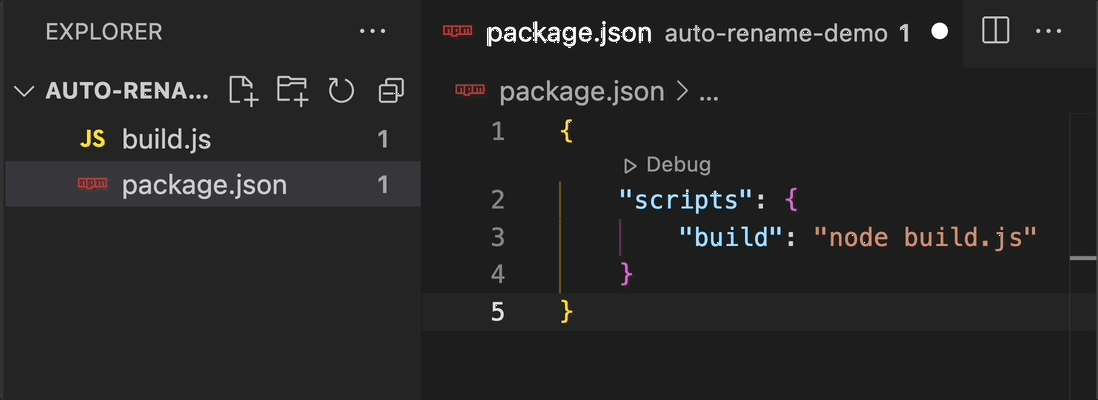 EXPLORER
AUTO-RENA...
JS build.js 1
npm package.json 1
npm package.json auto-rename-demo 1
npm package.json > ...
1 {
Debug
2 "scripts": {
3 "build": "node build.js"
4 }
5 }